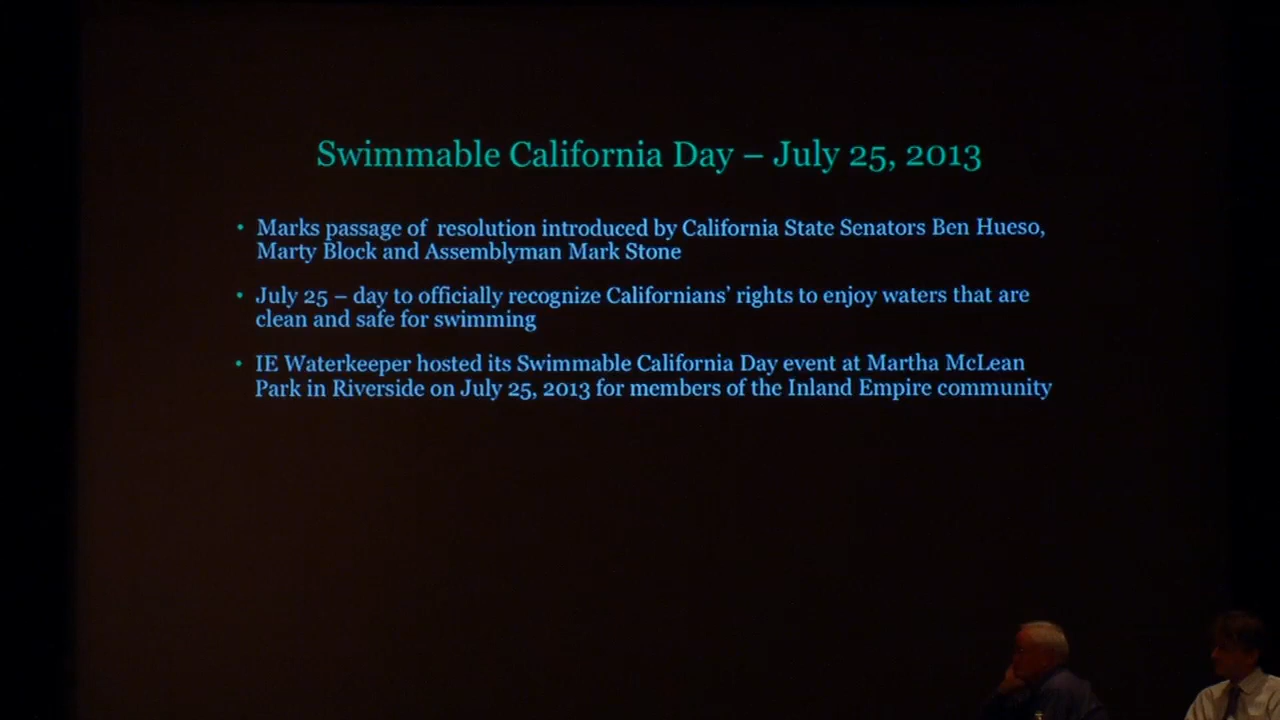 Swimmable California Day – July 25, 2013
• Marks passage of resolution introduced by California State Senators Ben Hueso,
Marty Block and Assemblyman Mark Stone
• July 25 – day to officially recognize Californians’ rights to enjoy waters that are
clean and safe for swimming
• IE Waterkeeper hosted its Swimmable California Day event at Martha McLean
Park in Riverside on July 25, 2013 for members of the Inland Empire community